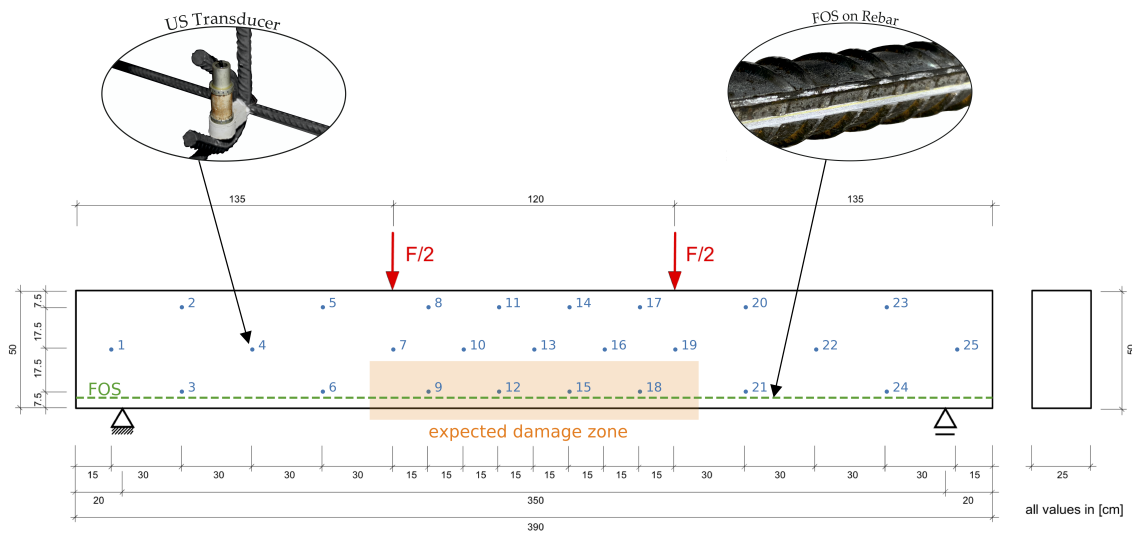 US Transducer
FOS on Rebar
135 120 135
F/2 F/2
2 5 8 11 14 17 20 23
1 4 7 10 13 16 19 22 25
3 6 9 12 15 18 21 24
7.5
17.5
17.5
7.5
50
50
FOS
expected damage zone
15 30 30 30 15 15 15 15 15 15 15 15 30 30 30 15
25
20 350 20
390
all values in [cm]